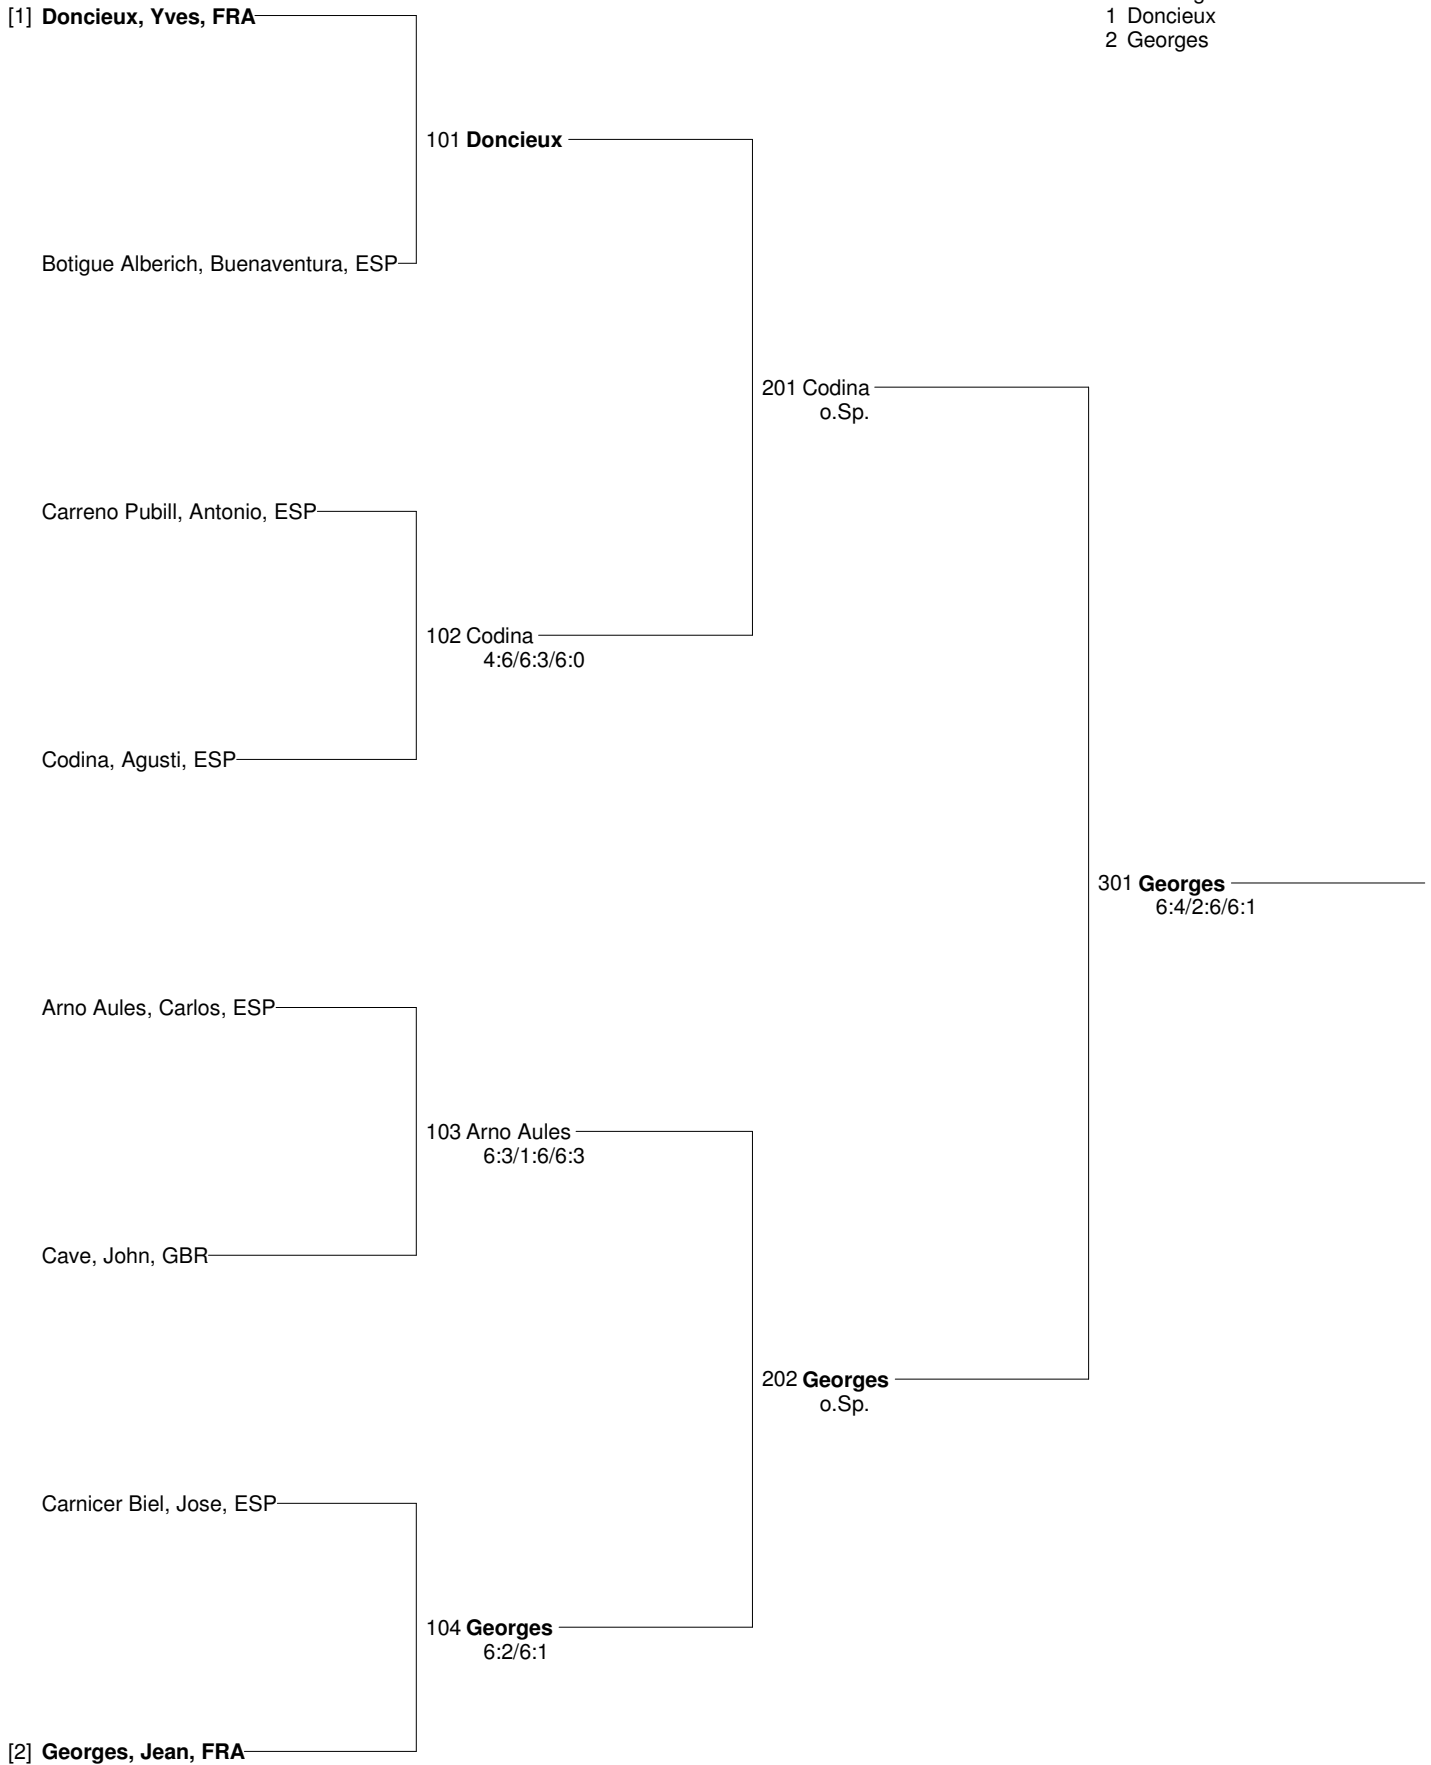 [1] Doncieux, Yves, FRA
1 Doncieux
2 Georges
101 Doncieux
Botigue Alberich, Buenaventura, ESP
201 Codina
o.Sp.
Carreno Pubill, Antonio, ESP
102 Codina
4:6/6:3/6:0
Codina, Agusti, ESP
301 Georges
6:4/2:6/6:1
Arno Aules, Carlos, ESP
103 Arno Aules
6:3/1:6/6:3
Cave, John, GBR
202 Georges
o.Sp.
Carnicer Biel, Jose, ESP
104 Georges
6:2/6:1
[2] Georges, Jean, FRA